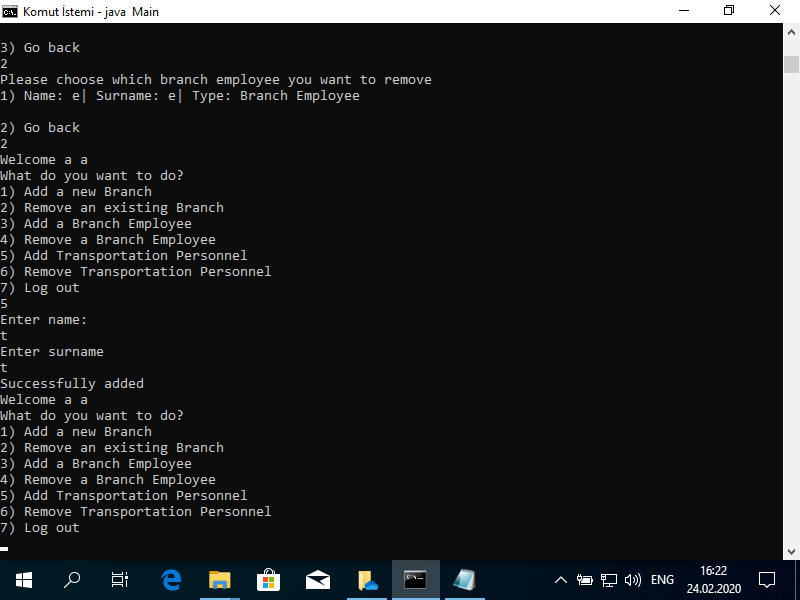 Komut İstemi - java  Main
3) Go back
2
Please choose which branch employee you want to remove
1) Name: e| Surname: e| Type: Branch Employee
2) Go back
2
Welcome a a
What do you want to do?
1) Add a new Branch
2) Remove an existing Branch
3) Add a Branch Employee
4) Remove a Branch Employee
5) Add Transportation Personnel
6) Remove Transportation Personnel
7) Log out
5
Enter name:
t
Enter surname
t
Successfully added
Welcome a a
What do you want to do?
1) Add a new Branch
2) Remove an existing Branch
3) Add a Branch Employee
4) Remove a Branch Employee
5) Add Transportation Personnel
6) Remove Transportation Personnel
7) Log out
ENG
16:22
24.02.2020